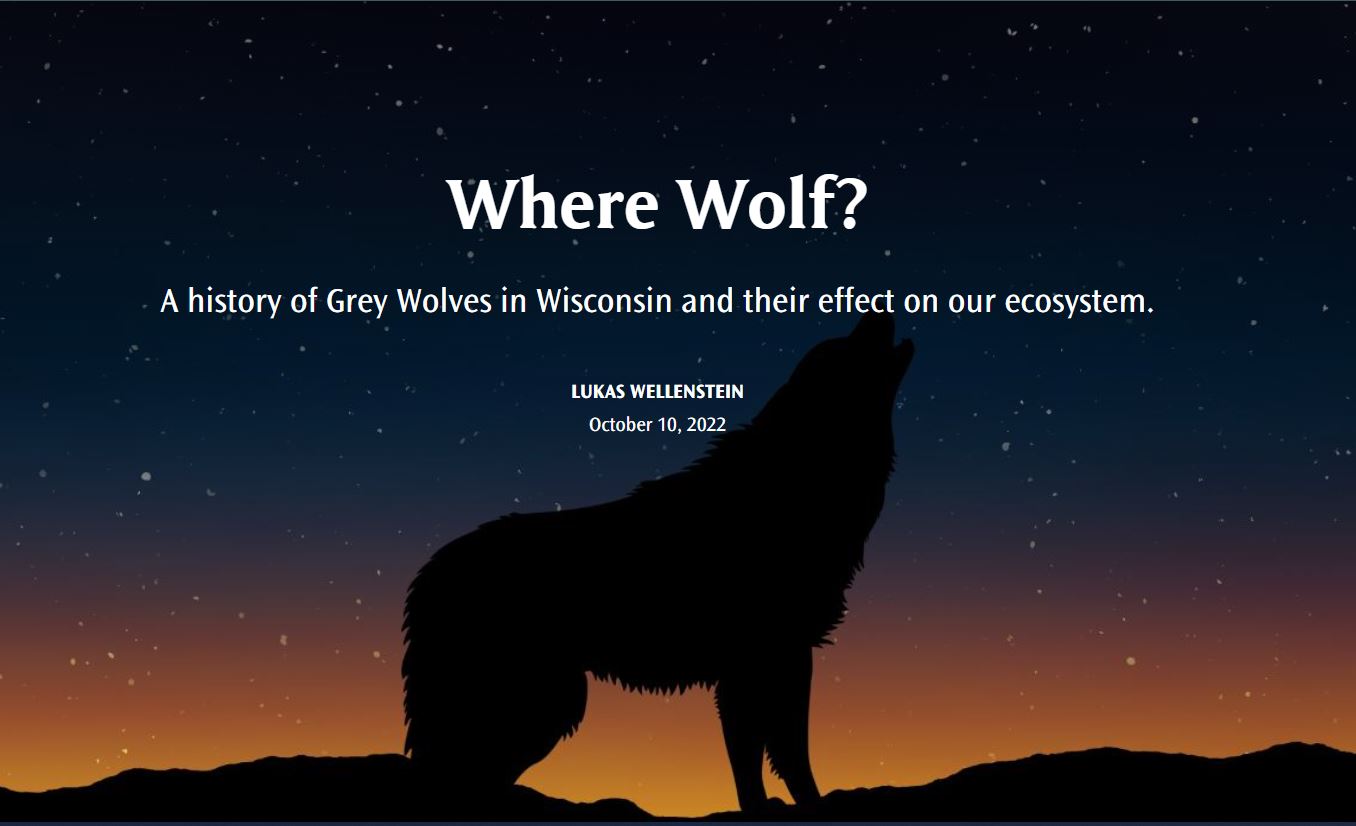 Where Wolf?
A history of Grey Wolves in Wisconsin and their effect on our ecosystem.
LUKAS WELLENSTEIN
October 10, 2022